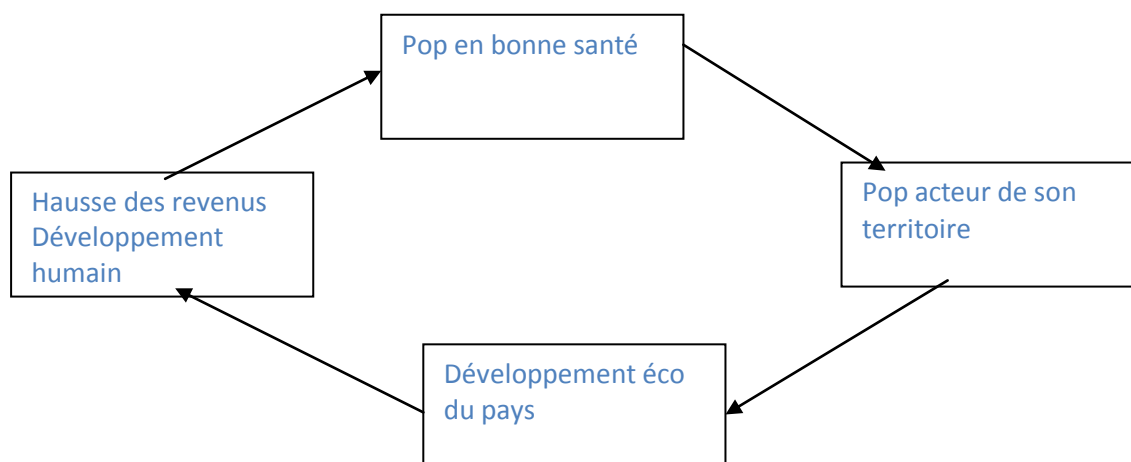 Pop en bonne santé
Hausse des revenus
Développement
humain
Pop acteur de son
territoire
Développement éco
du pays